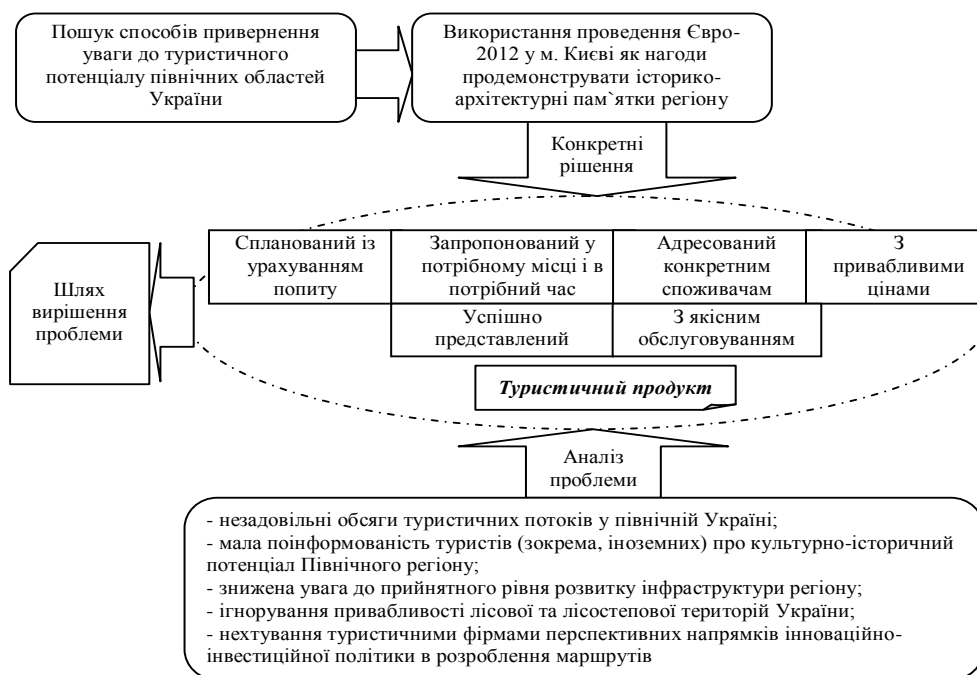 Пошук способів привернення
уваги до туристичного
потенціалу північних областей
України
Використання проведення Євро-
2012 у м. Києві як нагоди
продемонструвати історико-
архітектурні пам`ятки регіону
Конкретні
рішення
Шлях
вирішення
проблеми
Спланований із
урахуванням
попиту
Запропонований у
потрібному місці і в
потрібний час
Адресований
конкретним
споживачам
З
привабливими
цінами
Успішно
представлений
З якісним
обслуговуванням
Туристичний продукт
Аналіз
проблеми
- незадовільні обсяги туристичних потоків у північній Україні;
- мала поінформованість туристів (зокрема, іноземних) про культурно-історичний
потенціал Північного регіону;
- знижена увага до прийнятного рівня розвитку інфраструктури регіону;
- ігнорування привабливості лісової та лісостепової територій України;
- нехтування туристичними фірмами перспективних напрямків інноваційно-
інвестиційної політики в розроблення маршрутів